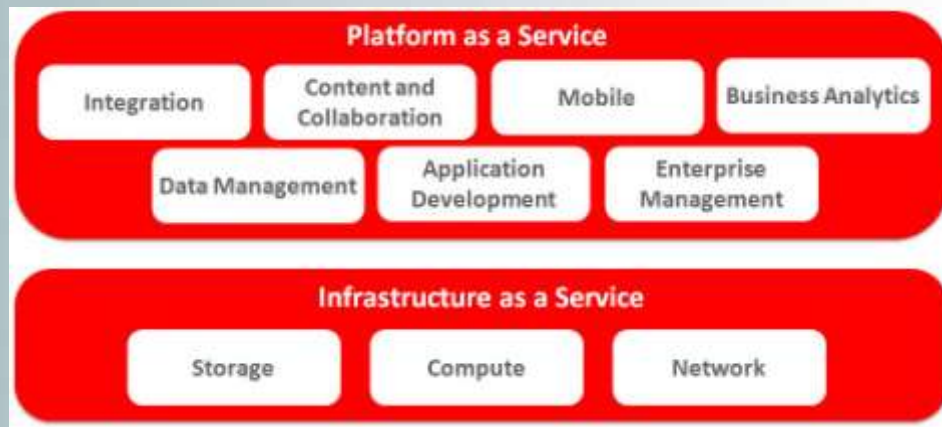 Platform as a Service
Integration
Content and
Collaboration
Mobile
Business Analytics
Data Management
Application
Development
Enterprise
Management
Infrastructure as a Service
Storage
Compute
Network